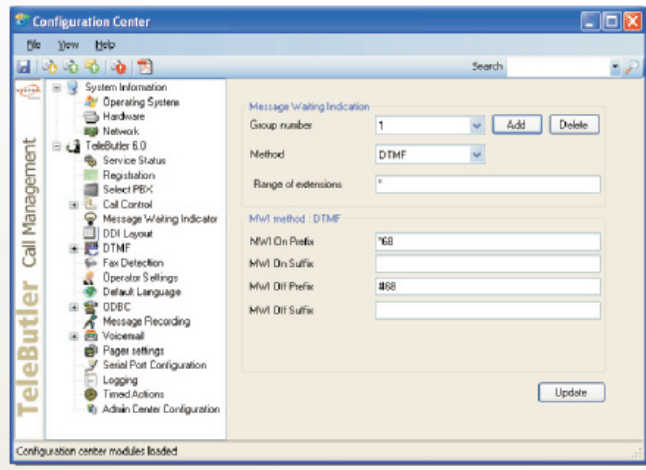 Configuration Center
File View Help
Search
TeleButler Call Management
System Information
Operating System
Hardware
Network
TeleButler 6.0
Service Status
Registration
Select PBX
Call Control
Message Waiting Indicator
DDI Layout
DTMF
Fax Detection
Operator Settings
Default Language
ODBC
Message Recording
Voicemail
Pager settings
Serial Port Configuration
Logging
Timed Actions
Admin Center Configuration
Message Waiting Indication
Group number 1 Add Delete
Method DTMF
Range of extensions *
MWI method : DTMF
MWI On Prefix *68
MWI On Suffix
MWI Off Prefix #68
MWI Off Suffix
Update
Configuration center modules loaded